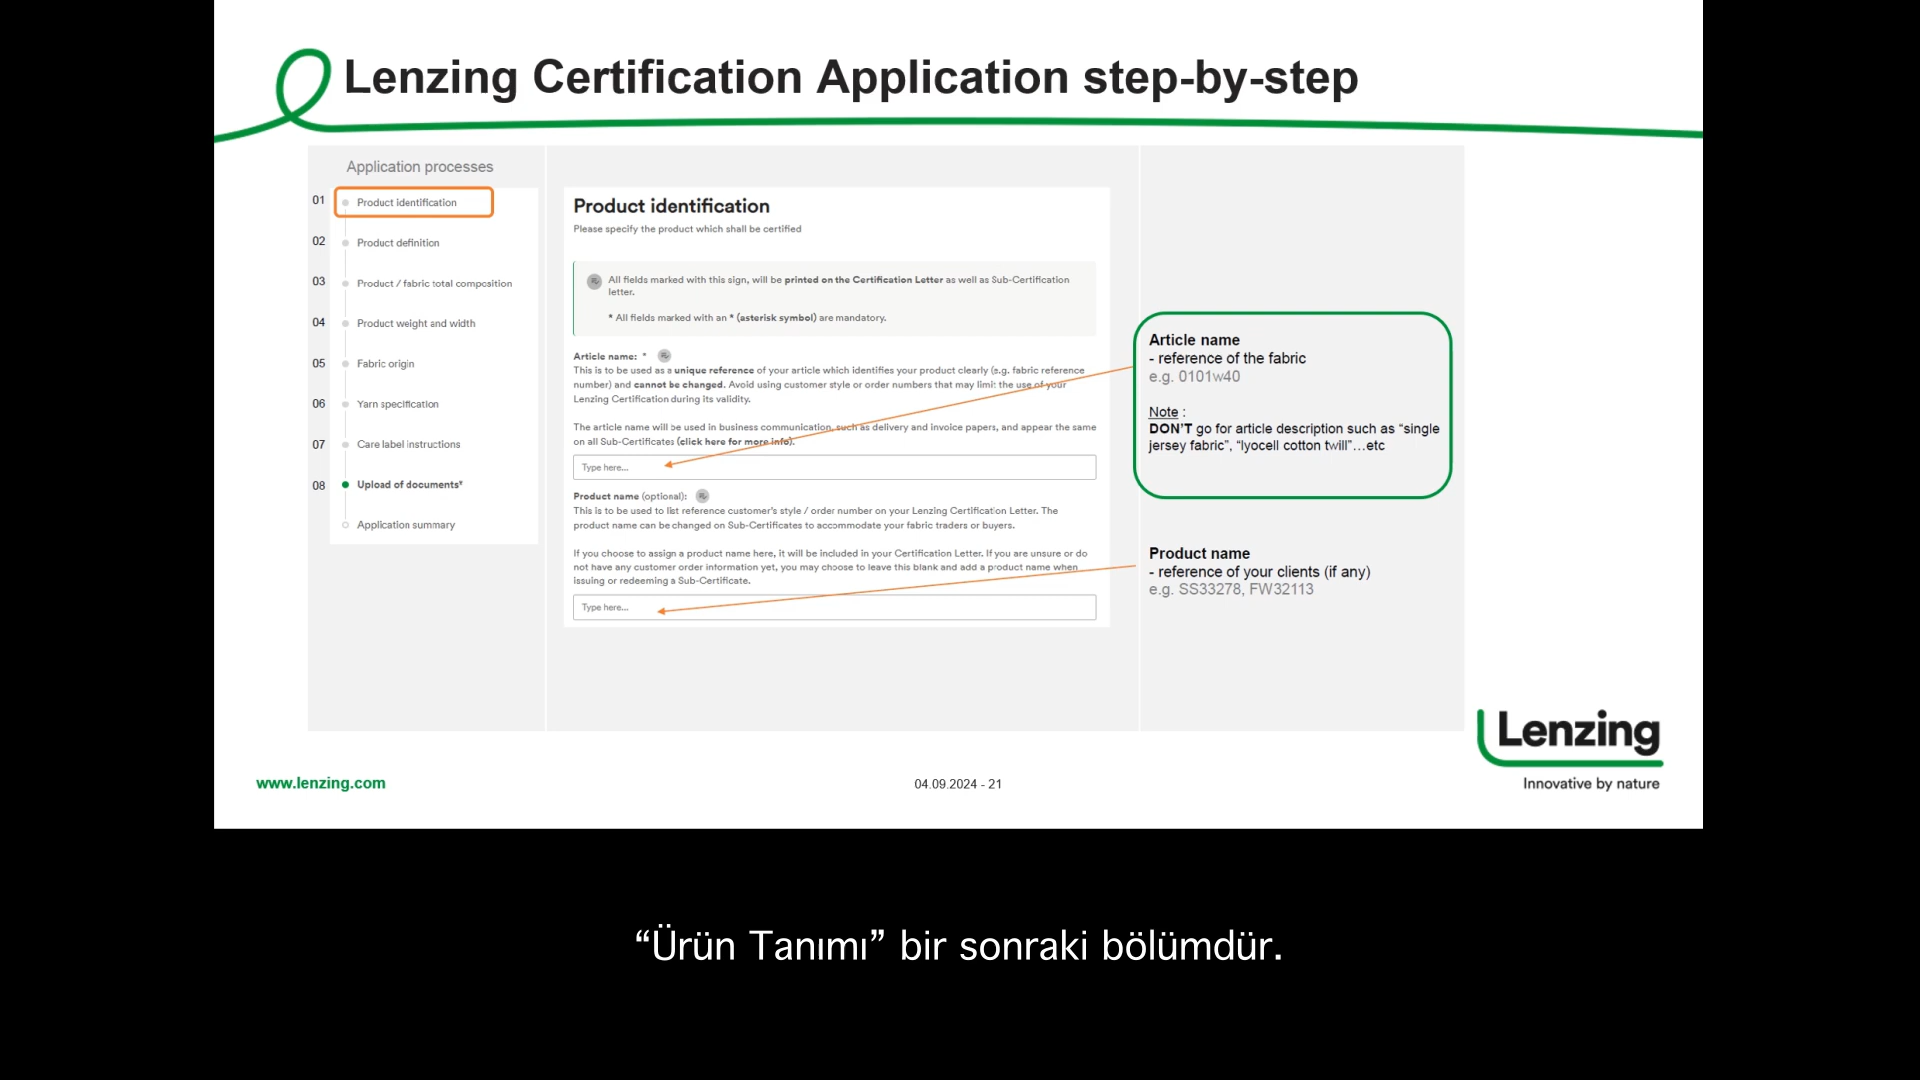 Lenzing Certification Application step-by-step
Application processes
01 Product identification
02 Product definition
03 Product / fabric total composition
04 Product weight and width
05 Fabric origin
06 Yarn specification
07 Care label instructions
08 Upload of documents*
Application summary
Product identification
Please specify the product which shall be certified
All fields marked with this sign, will be printed on the Certification Letter as well as Sub-Certification
letter.
* All fields marked with an * (asterisk symbol) are mandatory.
Article name: *
This is to be used as a unique reference of your article which identifies your product clearly (e.g. fabric reference
number) and cannot be changed. Avoid using customer style or order numbers that may limit the use of your
Lenzing Certification during its validity.
The article name will be used in business communication, such as delivery and invoice papers, and appear the same
on all Sub-Certificates (click here for more info).
Type here...
Product name (optional):
This is to be used to list reference customer's style / order number on your Lenzing Certification Letter. The
product name can be changed on Sub-Certificates to accommodate your fabric traders or buyers.
If you choose to assign a product name here, it will be included in your Certification Letter. If you are unsure or do
not have any customer order information yet, you may choose to leave this blank and add a product name when
issuing or redeeming a Sub-Certificate.
Type here...
Article name
- reference of the fabric
e.g. 0101w40
Note :
DON'T go for article description such as “single
jersey fabric”, “lyocell cotton twill”…etc
Product name
- reference of your clients (if any)
e.g. SS33278, FW32113
Lenzing
Innovative by nature
www.lenzing.com
04.09.2024 - 21
“Ürün Tanımı” bir sonraki bölümdür.